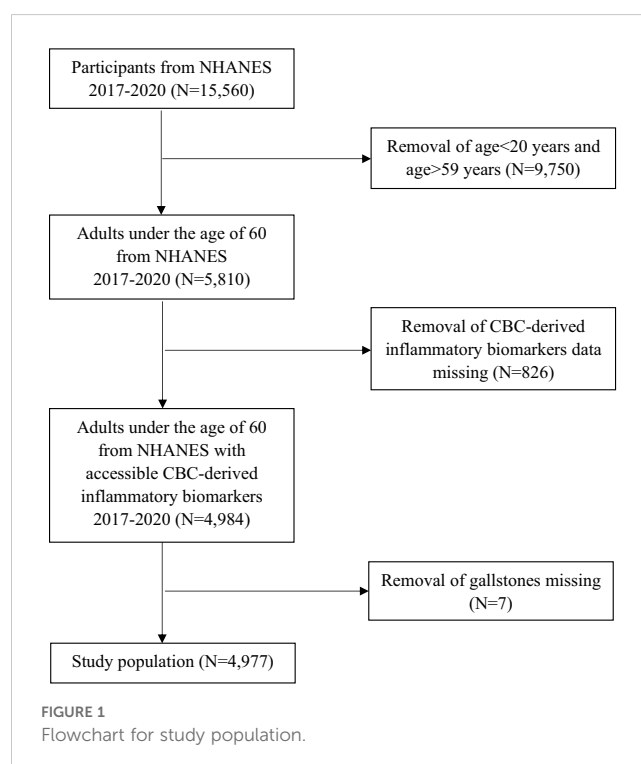 Participants from NHANES
2017-2020 (N=15,560)
Removal of age<20 years and
age>59 years (N=9,750)
Adults under the age of 60
from NHANES
2017-2020 (N=5,810)
Removal of CBC-derived
inflammatory biomarkers data
missing (N=826)
Adults under the age of 60
from NHANES with
accessible CBC-derived
inflammatory biomarkers
2017-2020 (N=4,984)
Removal of gallstones missing
(N=7)
Study population (N=4,977)
FIGURE 1
Flowchart for study population.